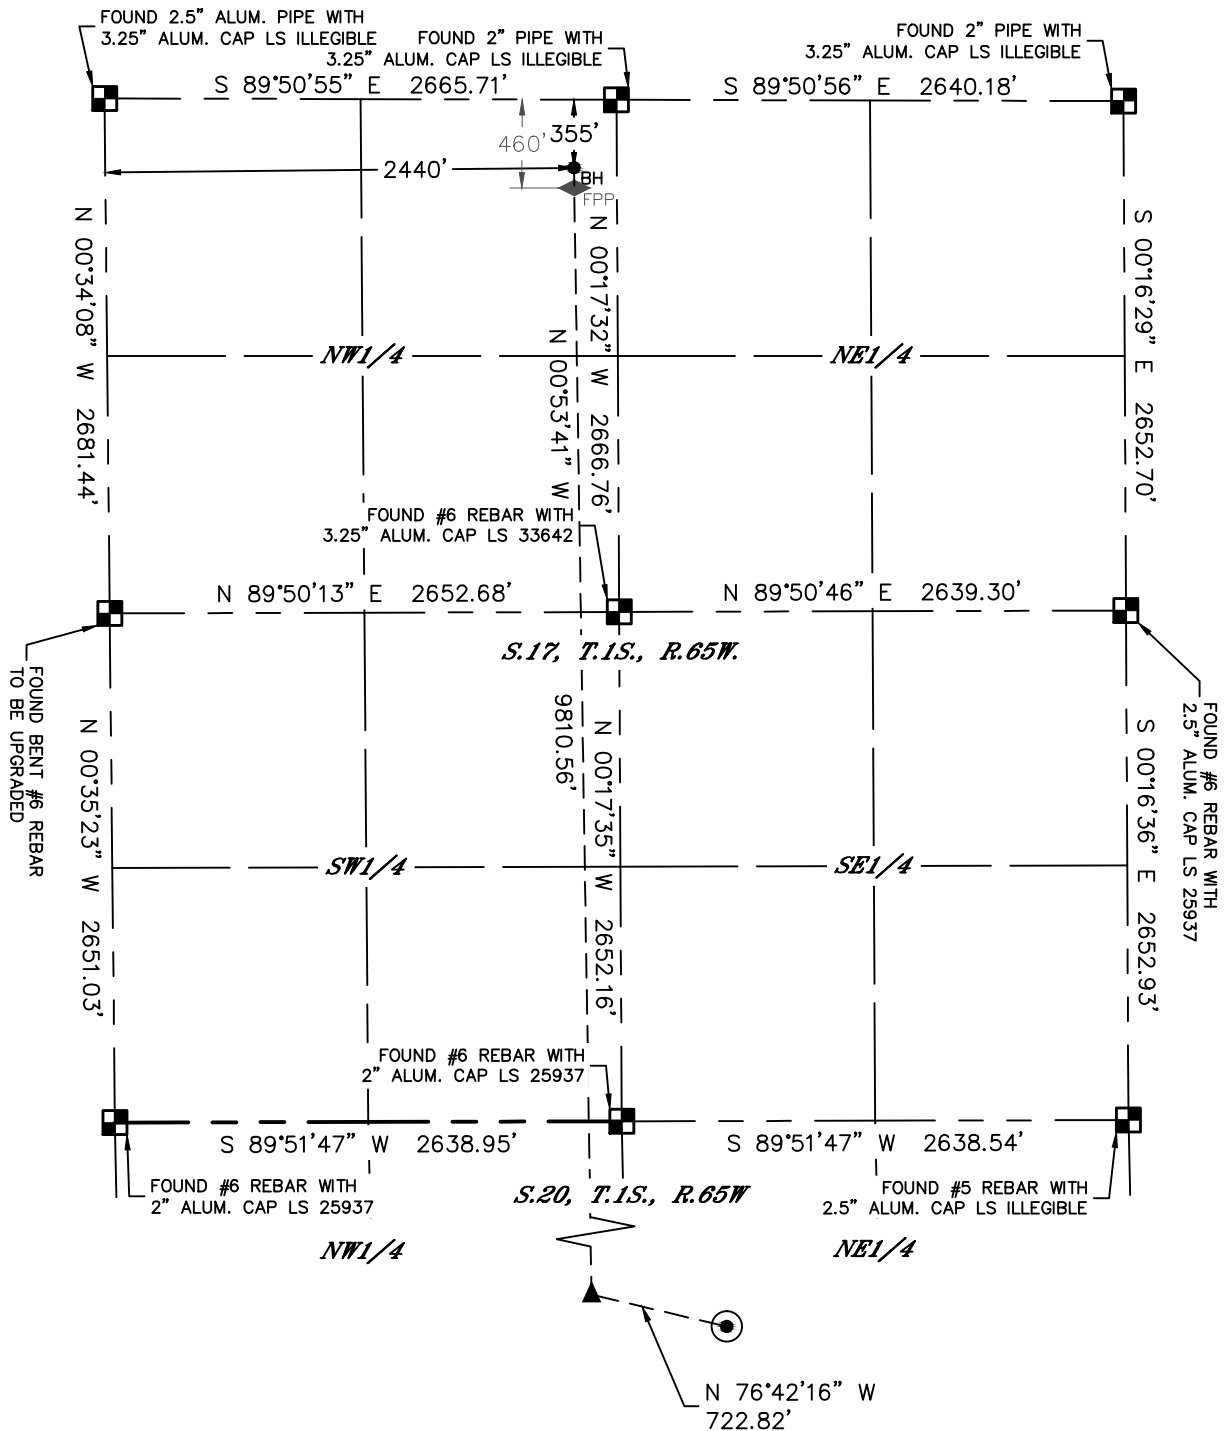 FOUND 2.5" ALUM. PIPE WITH
3.25" ALUM. CAP LS ILLEGIBLE
FOUND 2" PIPE WITH
3.25" ALUM. CAP LS ILLEGIBLE
FOUND 2" PIPE WITH
3.25" ALUM. CAP LS ILLEGIBLE
S 89°50'55" E 2665.71'
S 89°50'56" E 2640.18'
460'
355'
2440'
BH
FPP
N 00°34'08" W 2681.44'
N 00°17'32" W 2666.76'
N 00°53'41" W
S 00°16'29" E 2652.70'
NW1/4
NE1/4
FOUND #6 REBAR WITH
3.25" ALUM. CAP LS 33642
N 89°50'13" E 2652.68'
N 89°50'46" E 2639.30'
S.17, T.1S., R.65W.
FOUND BENT #6 REBAR
TO BE UPGRADED
FOUND #6 REBAR WITH
2.5" ALUM. CAP LS 25937
N 00°35'23" W 2651.03'
9810.56'
N 00°17'35" W 2652.16'
S 00°16'36" E 2652.93'
SW1/4
SE1/4
FOUND #6 REBAR WITH
2" ALUM. CAP LS 25937
S 89°51'47" W 2638.95'
S 89°51'47" W 2638.54'
FOUND #6 REBAR WITH
2" ALUM. CAP LS 25937
S.20, T.1S., R.65W
FOUND #5 REBAR WITH
2.5" ALUM. CAP LS ILLEGIBLE
NW1/4
NE1/4
N 76°42'16" W
722.82'